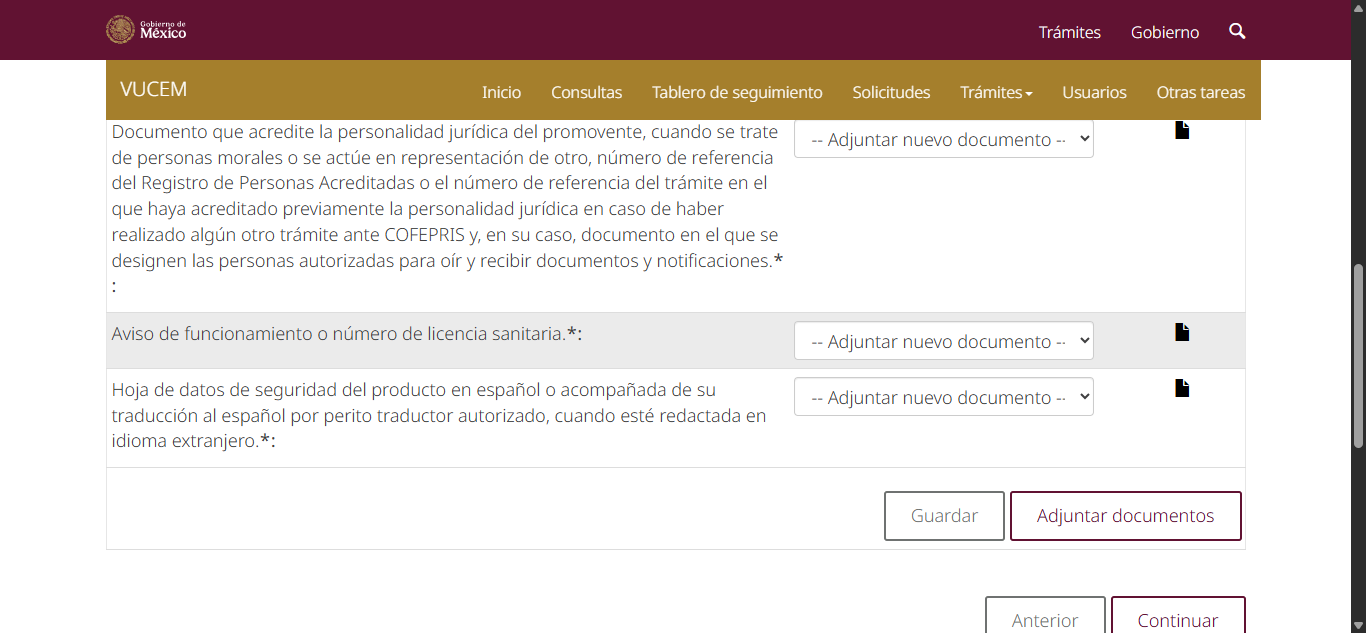 Gobierno de
México
Trámites
Gobierno
VUCEM
Inicio
Consultas
Tablero de seguimiento
Solicitudes
Trámites
Usuarios
Otras tareas
Documento que acredite la personalidad jurídica del promovente, cuando se trate
de personas morales o se actúe en representación de otro, número de referencia
del Registro de Personas Acreditadas o el número de referencia del trámite en el
que haya acreditado previamente la personalidad jurídica en caso de haber
realizado algún otro trámite ante COFEPRIS y, en su caso, documento en el que se
designen las personas autorizadas para oír y recibir documentos y notificaciones.*
:
-- Adjuntar nuevo documento --
Aviso de funcionamiento o número de licencia sanitaria.*:
-- Adjuntar nuevo documento --
Hoja de datos de seguridad del producto en español o acompañada de su
traducción al español por perito traductor autorizado, cuando esté redactada en
idioma extranjero.*:
-- Adjuntar nuevo documento --
Guardar
Adjuntar documentos
Anterior
Continuar